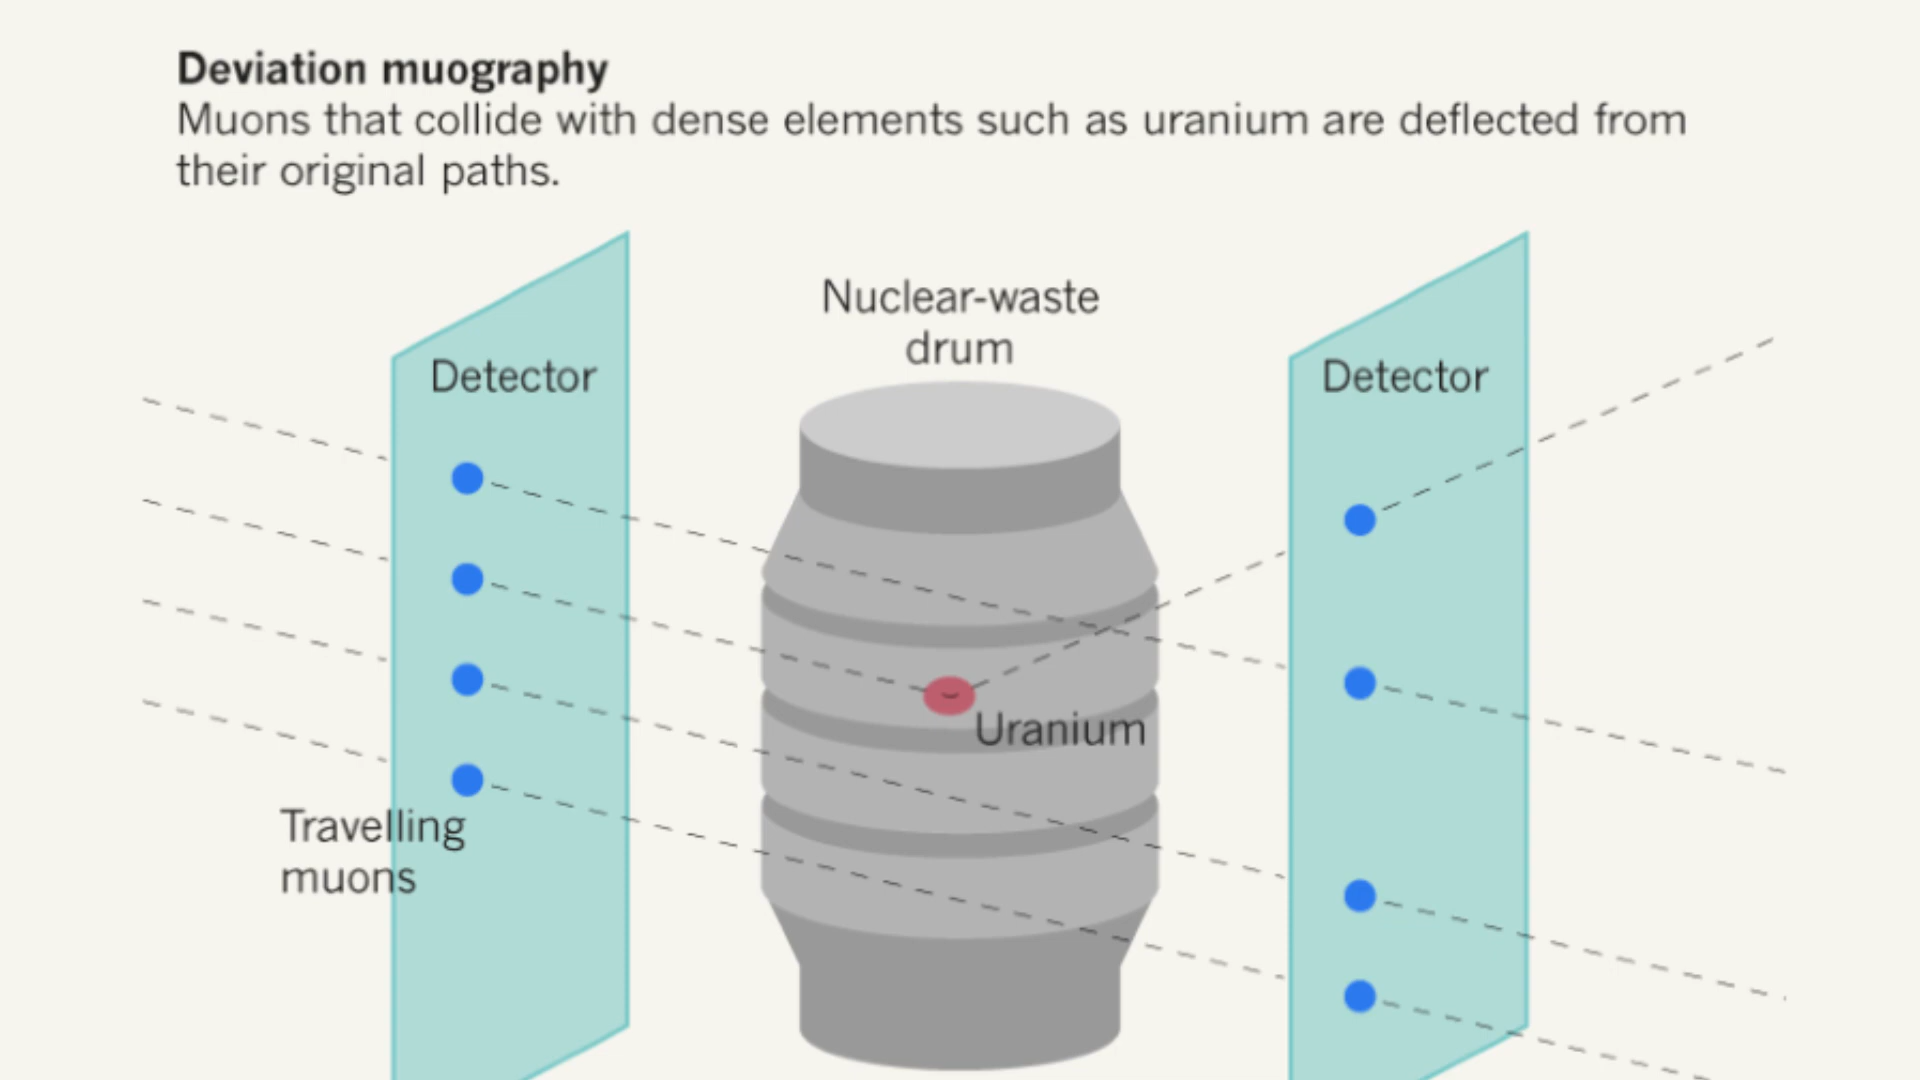 Deviation muography
Muons that collide with dense elements such as uranium are deflected from
their original paths.
Nuclear-waste
drum
Detector
Detector
Uranium
Travelling
muons